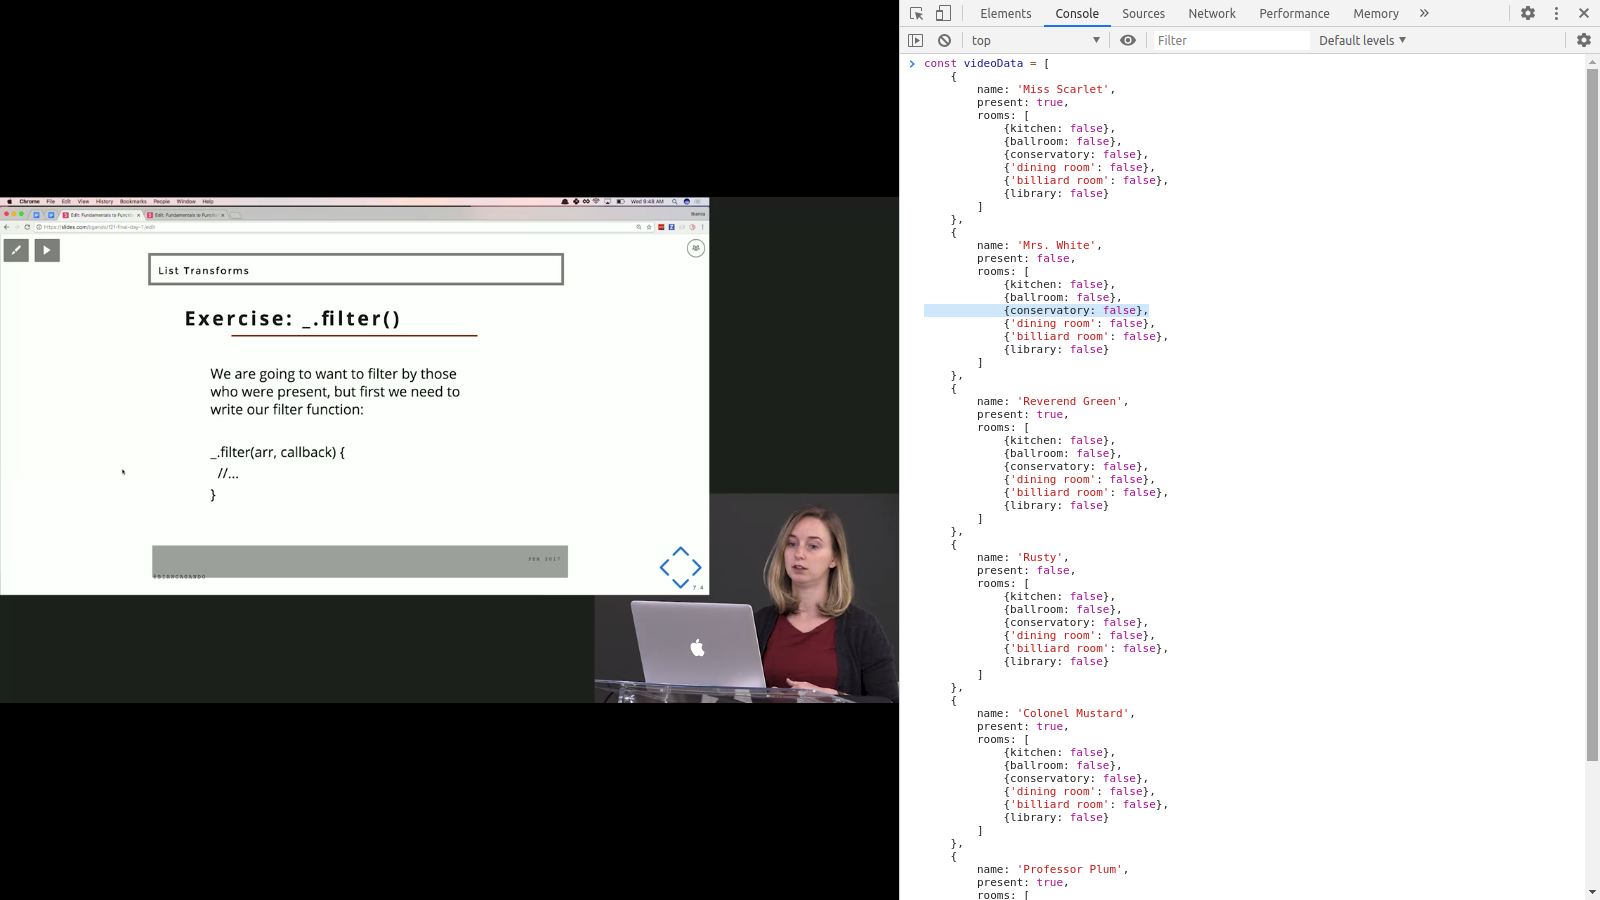 Chrome File Edit View History Bookmarks People Window Help
Wed 9:48 AM
Edit: Fundamentals to Functi
Edit: Fundamentals to Functi
List Transforms
Exercise: _.filter()
We are going to want to filter by those
who were present, but first we need to
write our filter function:
_.filter(arr, callback) {
//...
}
7.4
Elements Console Sources Network Performance Memory »
top Filter Default levels
const videoData = [
{
name: 'Miss Scarlet',
present: true,
rooms: [
{kitchen: false},
{ballroom: false},
{conservatory: false},
{'dining room': false},
{'billiard room': false},
{library: false}
]
},
{
name: 'Mrs. White',
present: false,
rooms: [
{kitchen: false},
{ballroom: false},
{conservatory: false},
{'dining room': false},
{'billiard room': false},
{library: false}
]
},
{
name: 'Reverend Green',
present: true,
rooms: [
{kitchen: false},
{ballroom: false},
{conservatory: false},
{'dining room': false},
{'billiard room': false},
{library: false}
]
},
{
name: 'Rusty',
present: false,
rooms: [
{kitchen: false},
{ballroom: false},
{conservatory: false},
{'dining room': false},
{'billiard room': false},
{library: false}
]
},
{
name: 'Colonel Mustard',
present: true,
rooms: [
{kitchen: false},
{ballroom: false},
{conservatory: false},
{'dining room': false},
{'billiard room': false},
{library: false}
]
},
{
name: 'Professor Plum',
present: true,
rooms: [